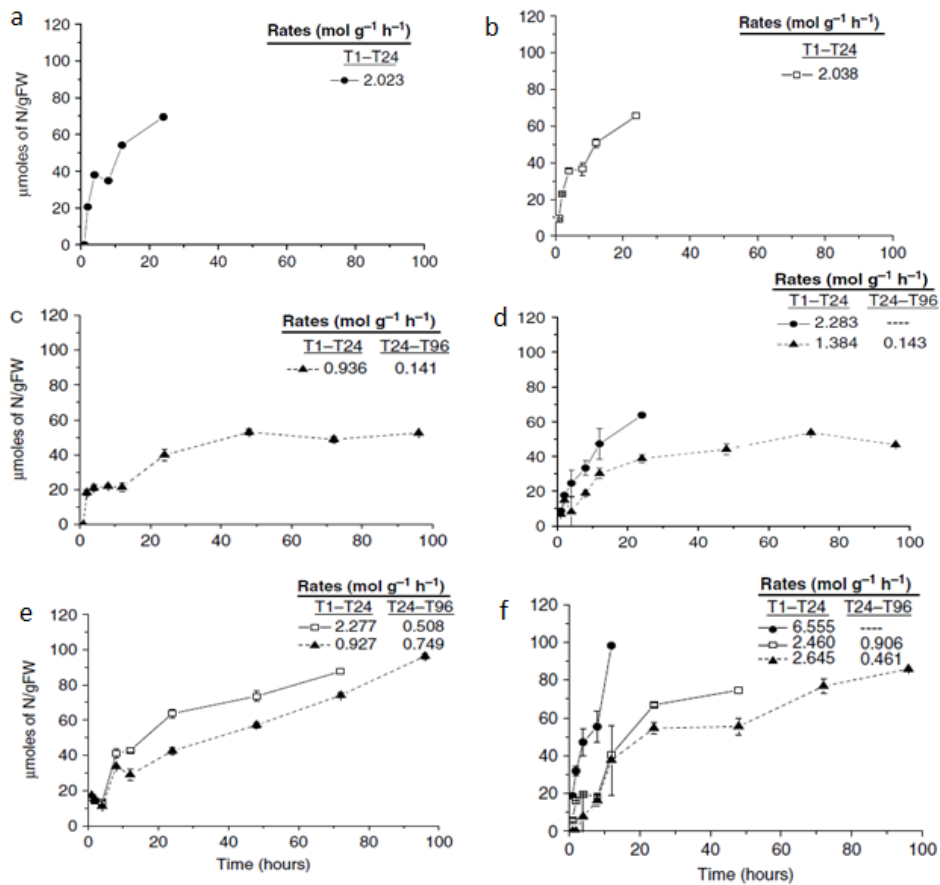 a
Rates (mol g⁻¹ h⁻¹)
T1–T24
2.023
μmoles of N/gFW
120
100
80
60
40
20
0
0 20 40 60 80 100
b
Rates (mol g⁻¹ h⁻¹)
T1–T24
2.038
120
100
80
60
40
20
0
0 20 40 60 80 100
c
Rates (mol g⁻¹ h⁻¹)
T1–T24 T24–T96
0.936 0.141
μmoles of N/gFW
120
100
80
60
40
20
0
0 20 40 60 80 100
d
Rates (mol g⁻¹ h⁻¹)
T1–T24 T24–T96
2.283 ----
1.384 0.143
120
100
80
60
40
20
0
0 20 40 60 80 100
e
Rates (mol g⁻¹ h⁻¹)
T1–T24 T24–T96
2.277 0.508
0.927 0.749
μmoles of N/gFW
120
100
80
60
40
20
0
0 20 40 60 80 100
Time (hours)
f
Rates (mol g⁻¹ h⁻¹)
T1–T24 T24–T96
6.555 ----
2.460 0.906
2.645 0.461
120
100
80
60
40
20
0
0 20 40 60 80 100
Time (hours)